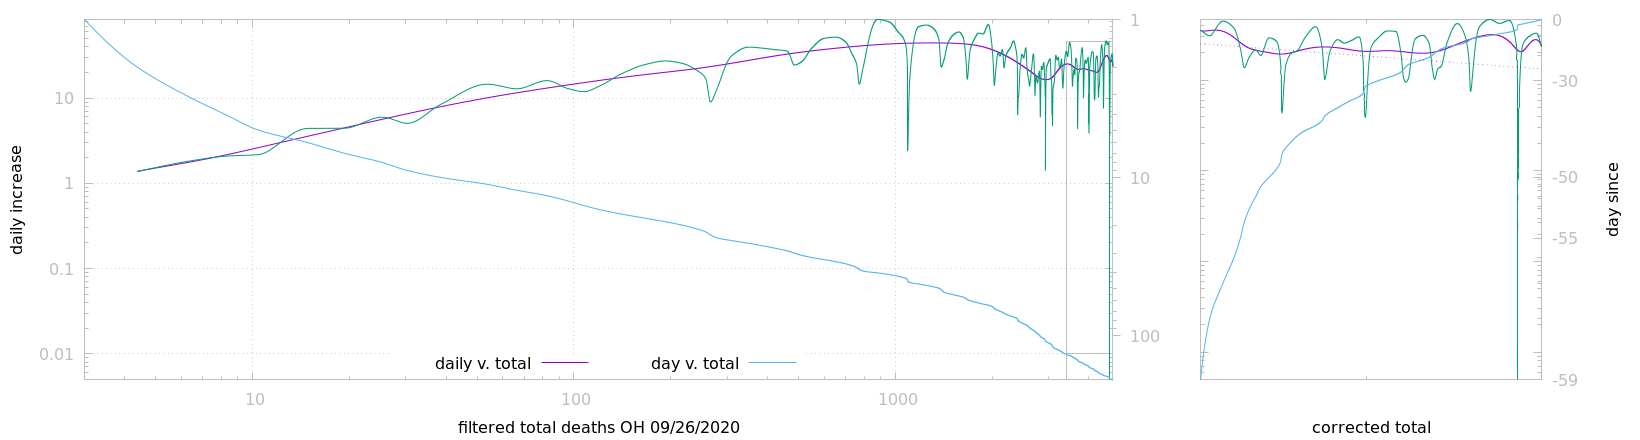 daily increase
10
1
0.1
0.01
1
10
100
daily v. total
day v. total
10
100
1000
filtered total deaths OH 09/26/2020
0
-30
-50
-55
-59
day since
corrected total